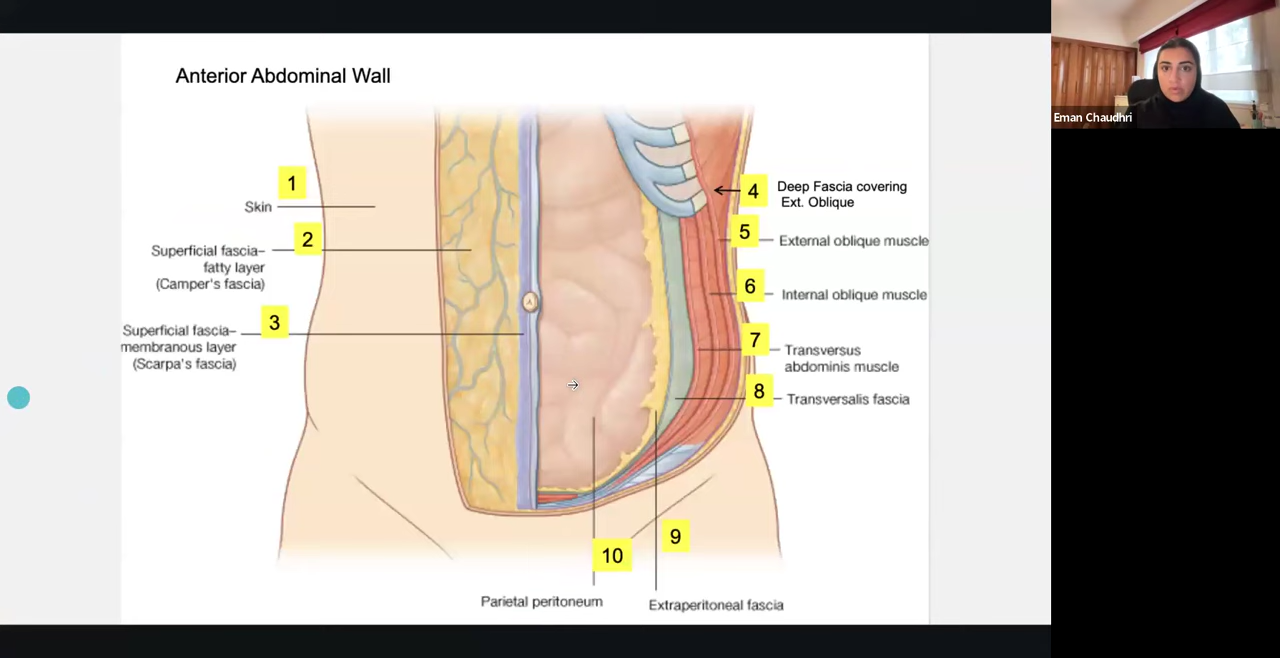 Anterior Abdominal Wall
1
Skin
2
Superficial fascia–
fatty layer
(Camper's fascia)
3
Superficial fascia–
membranous layer
(Scarpa's fascia)
4
Deep Fascia covering
Ext. Oblique
5
External oblique muscle
6
Internal oblique muscle
7
Transversus
abdominis muscle
8
Transversalis fascia
9
10
Parietal peritoneum
Extraperitoneal fascia
Eman Chaudhri